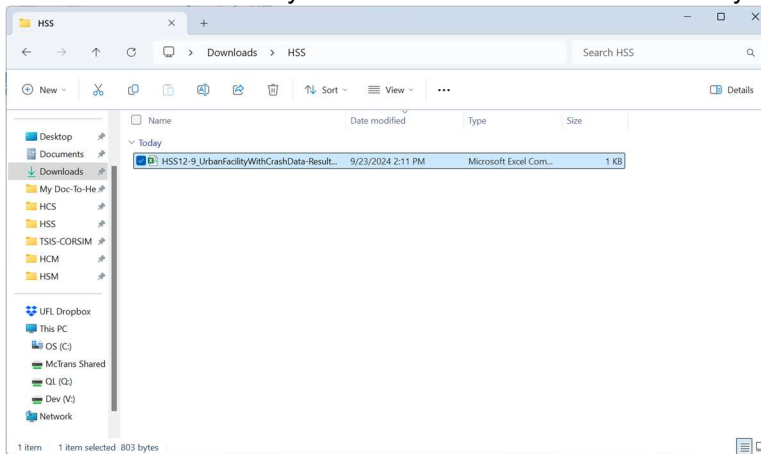 HSS
Downloads > HSS
Search HSS
New
Sort
View
Details
Name
Date modified
Type
Size
Today
HSS12-9_UrbanFacilityWithCrashData-Result... 9/23/2024 2:11 PM Microsoft Excel Com... 1 KB
Desktop
Documents
Downloads
My Doc-To-He
HCS
HSS
TSIS-CORSIM
HCM
HSM
UFL Dropbox
This PC
OS (C:)
McTrans Shared
QL (Q:)
Dev (V:)
Network
1 item 1 item selected 803 bytes